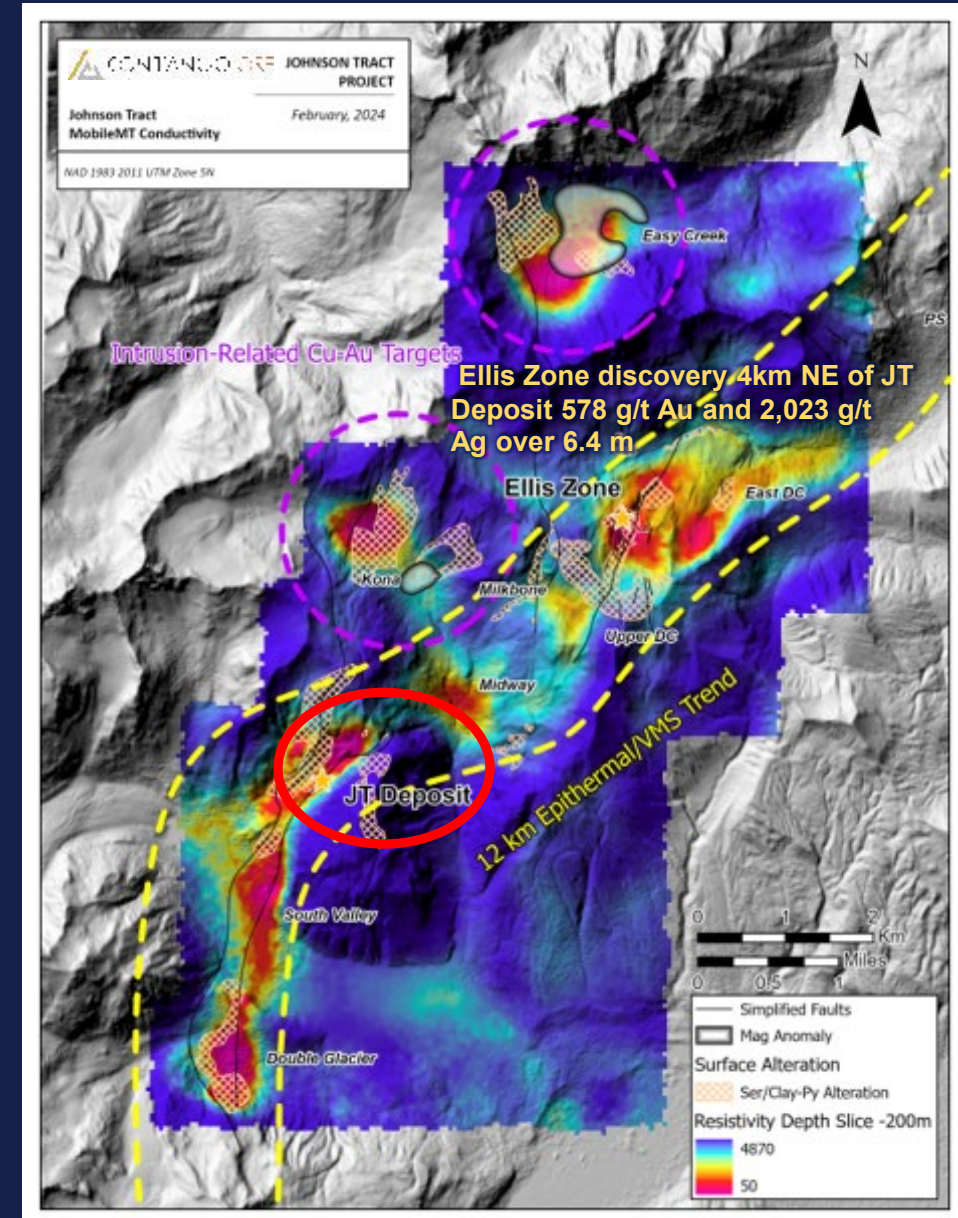 CONTANGO ORE
JOHNSON TRACT
PROJECT
Johnson Tract
MobileMT Conductivity
February, 2024
NAD 1983 2011 UTM Zone 5N
N
Easy Creek
PS
Intrusion-Related Cu-Au Targets
Ellis Zone discovery 4km NE of JT
Deposit 578 g/t Au and 2,023 g/t
Ag over 6.4 m
Ellis Zone
East DC
Kona
Milkbone
Upper DC
Midway
JT Deposit
12 km Epithermal/VMS Trend
South Valley
Double Glacier
0 1 2
Km
Miles
0 0.5 1
Simplified Faults
Mag Anomaly
Surface Alteration
Ser/Clay-Py Alteration
Resistivity Depth Slice -200m
4870
50